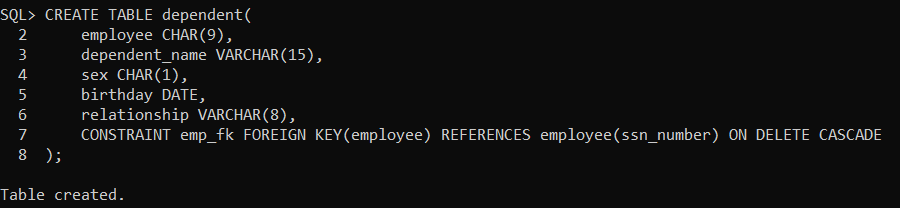 SQL> CREATE TABLE dependent(
  2      employee CHAR(9),
  3      dependent_name VARCHAR(15),
  4      sex CHAR(1),
  5      birthday DATE,
  6      relationship VARCHAR(8),
  7      CONSTRAINT emp_fk FOREIGN KEY(employee) REFERENCES employee(ssn_number) ON DELETE CASCADE
  8  );
Table created.